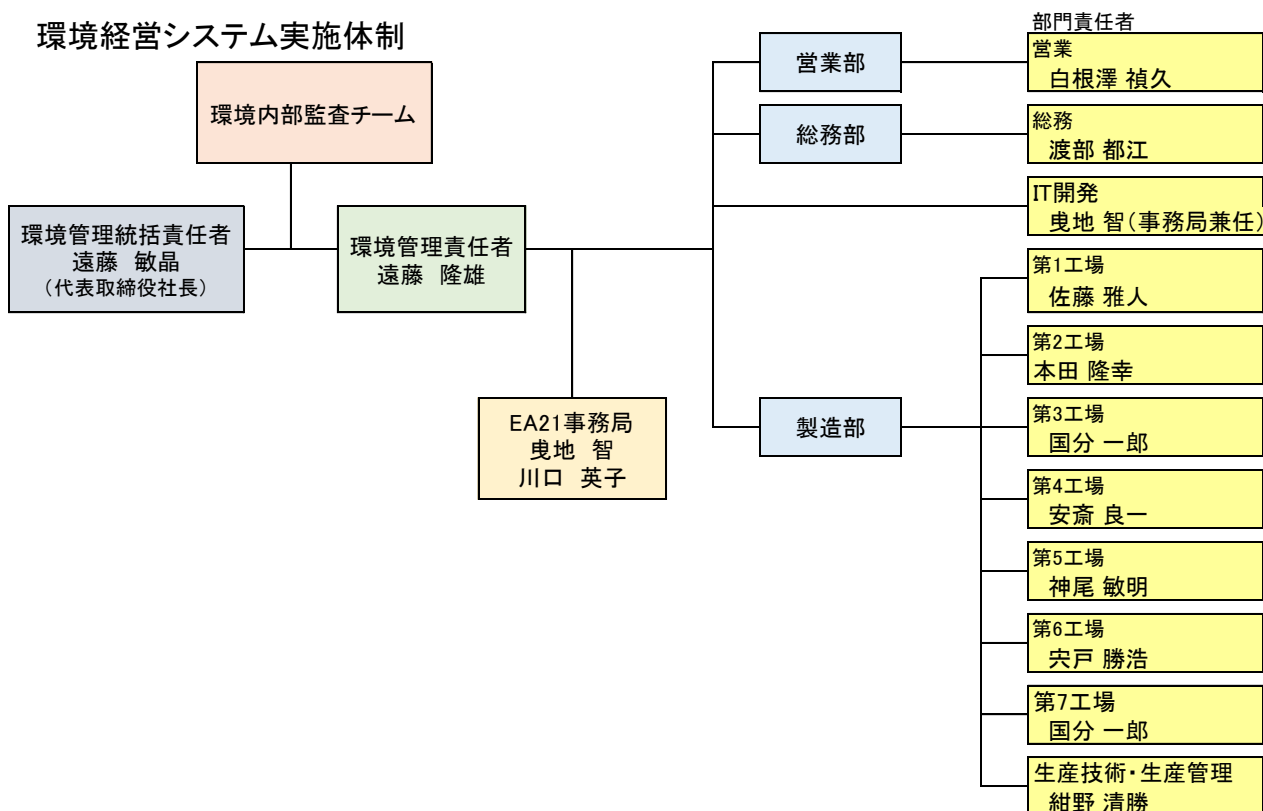 環境経営システム実施体制
環境内部監査チーム
環境管理統括責任者
遠藤 敏晶
(代表取締役社長)
環境管理責任者
遠藤 隆雄
EA21事務局
曳地 智
川口 英子
営業部
総務部
製造部
部門責任者
営業
白根澤 禎久
総務
渡部 都江
IT開発
曳地 智(事務局兼任)
第1工場
佐藤 雅人
第2工場
本田 隆幸
第3工場
国分 一郎
第4工場
安斎 良一
第5工場
神尾 敏明
第6工場
宍戸 勝浩
第7工場
国分 一郎
生産技術・生産管理
紺野 清勝